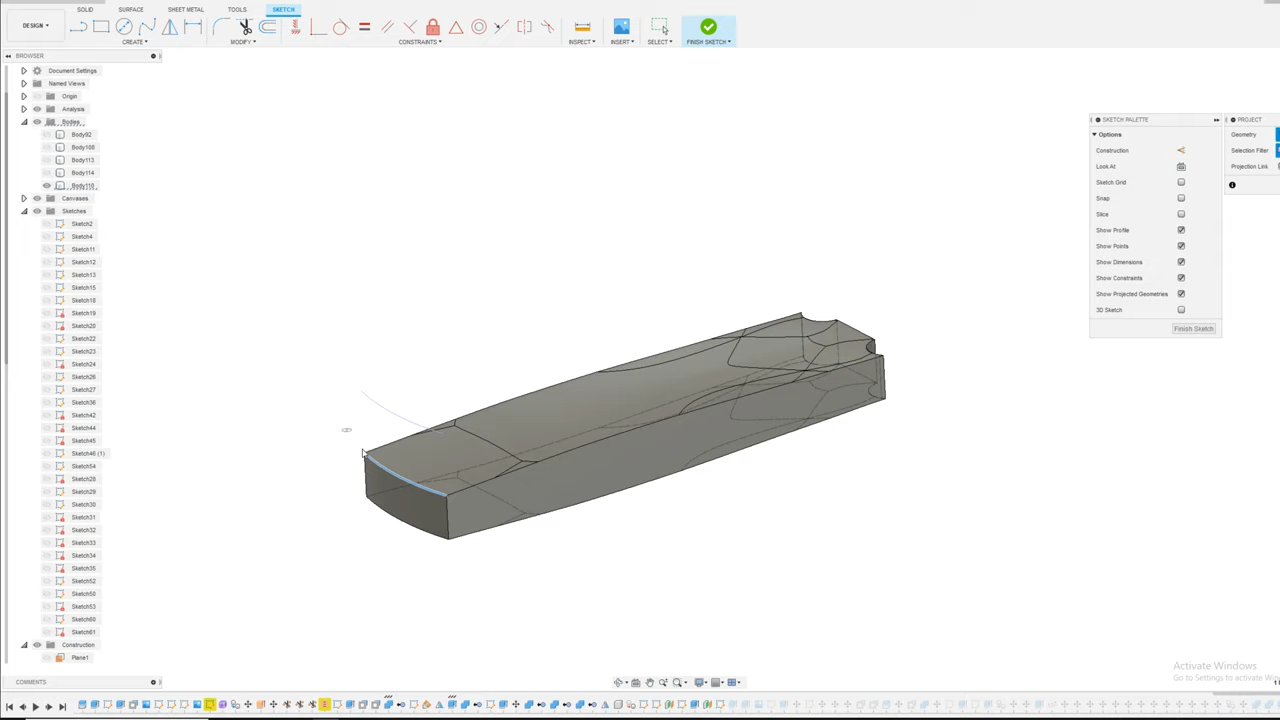 SOLID SURFACE SHEET METAL TOOLS SKETCH
DESIGN
CREATE MODIFY CONSTRAINTS INSPECT INSERT SELECT FINISH SKETCH
BROWSER
Document Settings
Named Views
Origin
Analysis
Bodies
Body92
Body108
Body113
Body114
Body110
Canvases
Sketches
Sketch2
Sketch4
Sketch11
Sketch12
Sketch13
Sketch15
Sketch18
Sketch19
Sketch20
Sketch22
Sketch23
Sketch24
Sketch26
Sketch27
Sketch36
Sketch42
Sketch44
Sketch45
Sketch46 (1)
Sketch54
Sketch28
Sketch29
Sketch30
Sketch31
Sketch32
Sketch33
Sketch34
Sketch35
Sketch52
Sketch50
Sketch53
Sketch60
Sketch61
Construction
Plane1
COMMENTS
SKETCH PALETTE
Options
Construction
Look At
Sketch Grid
Snap
Slice
Show Profile
Show Points
Show Dimensions
Show Constraints
Show Projected Geometries
3D Sketch
Finish Sketch
PROJECT
Geometry
Selection Filter
Projection Link
Activate Windows
Go to Settings to activate Windows